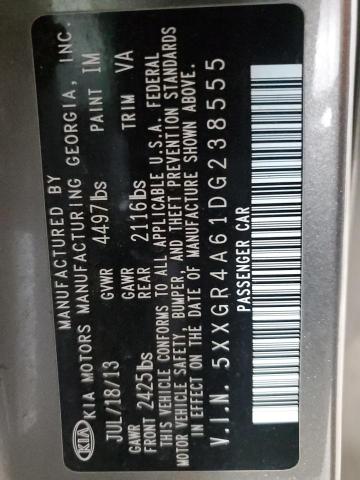 MANUFACTURED BY
KIA KIA MOTORS MANUFACTURING GEORGIA, INC.
JUL/18/13 GVWR 4497lbs PAINT IM
GAWR FRONT 2425lbs GAWR REAR 2116lbs TRIM VA
THIS VEHICLE CONFORMS TO ALL APPLICABLE U.S.A. FEDERAL
MOTOR VEHICLE SAFETY, BUMPER, AND THEFT PREVENTION STANDARDS
IN EFFECT ON THE DATE OF MANUFACTURE SHOWN ABOVE.
V.I.N. 5XXGR4A61DG238555
PASSENGER CAR